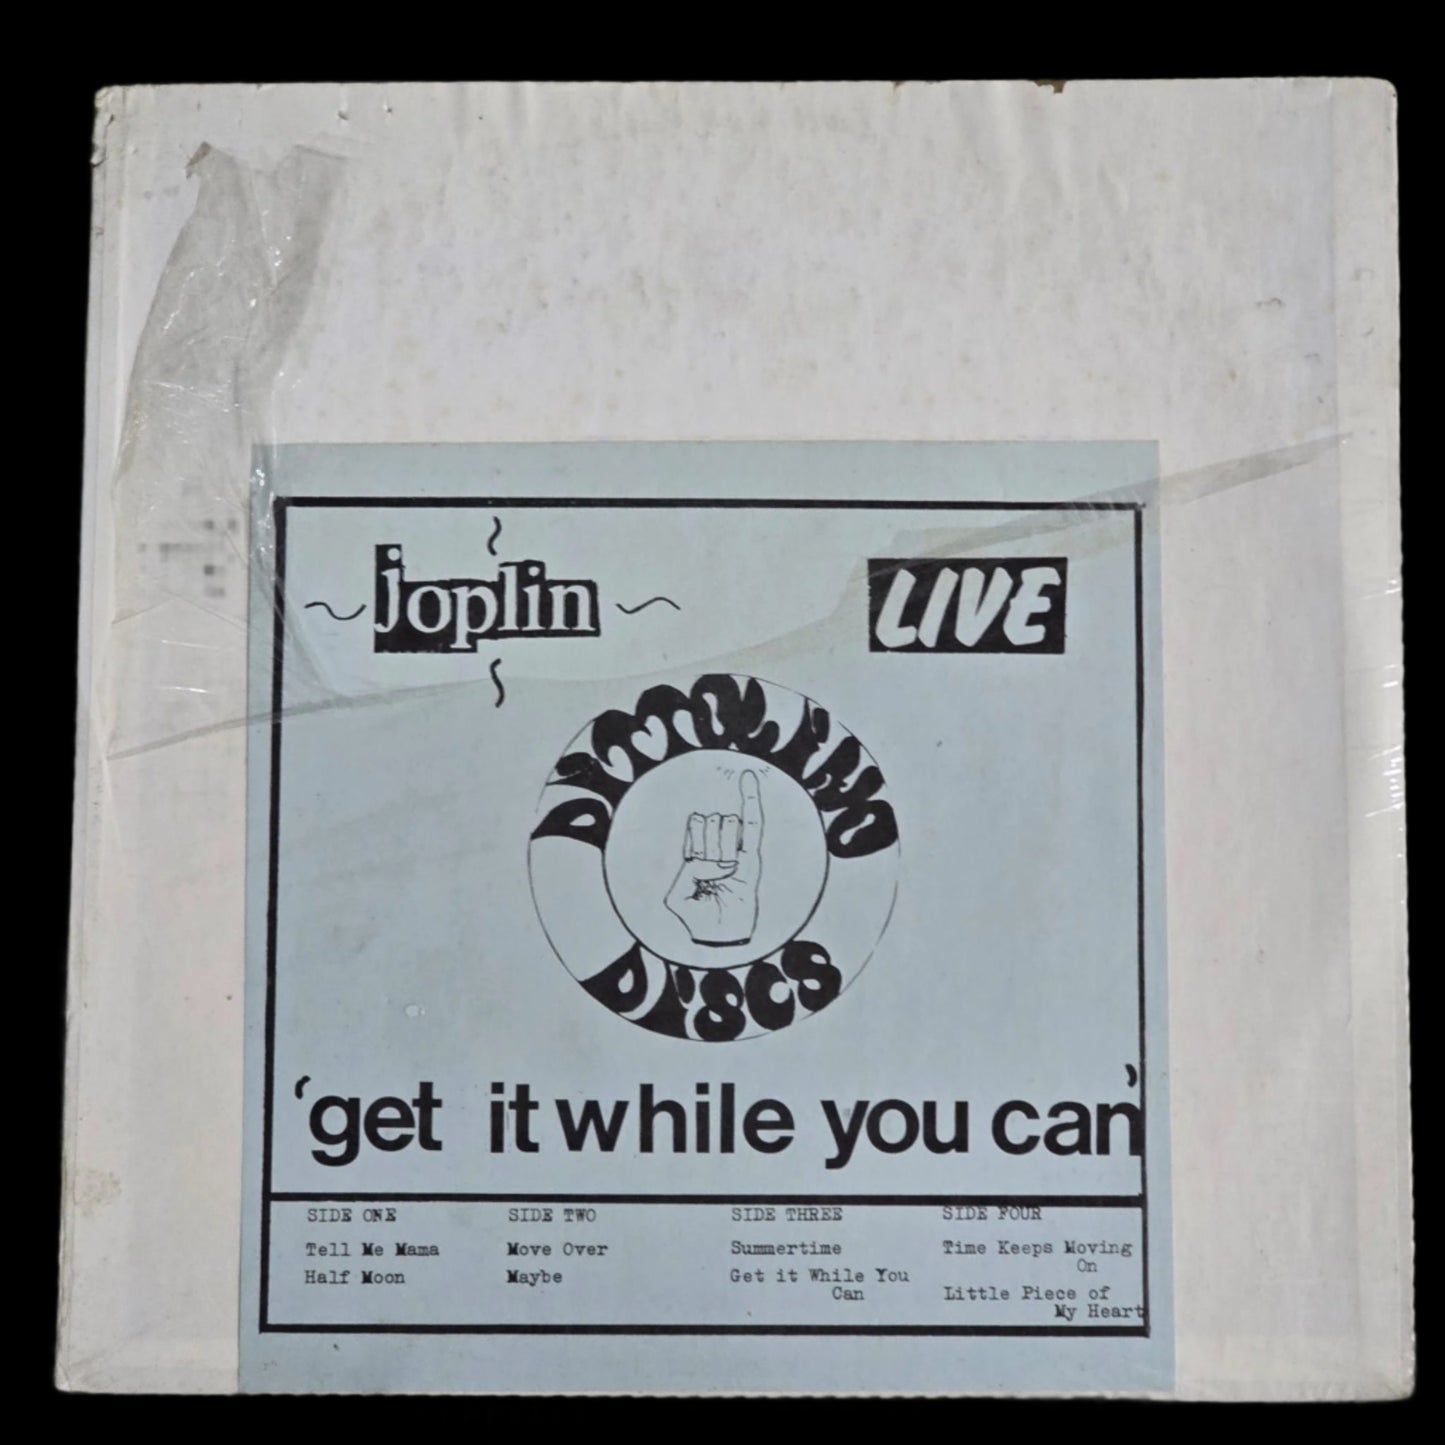 joplin
LIVE
DITTOLINO
DISCS
'get it while you can'
SIDE ONE
Tell Me Mama
Half Moon
SIDE TWO
Move Over
Maybe
SIDE THREE
Summertime
Get it While You
Can
SIDE FOUR
Time Keeps Moving
On
Little Piece of
My Heart